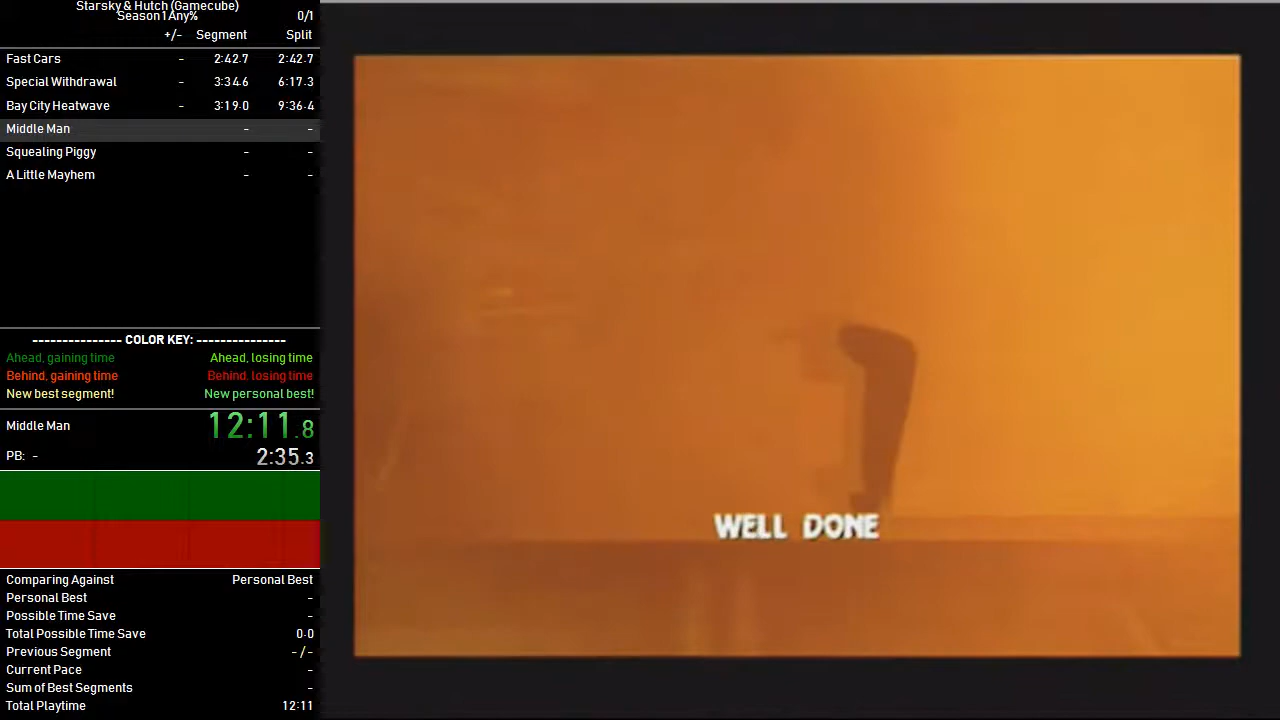 Starsky & Hutch (Gamecube)
Season 1 Any% 0/1
+/- Segment Split
Fast Cars - 2:42.7 2:42.7
Special Withdrawal - 3:34.6 6:17.3
Bay City Heatwave - 3:19.0 9:36.4
Middle Man - -
Squealing Piggy - -
A Little Mayhem - -
--------------- COLOR KEY: ---------------
Ahead, gaining time Ahead, losing time
Behind, gaining time Behind, losing time
New best segment! New personal best!
Middle Man 12:11.8
PB: - 2:35.3
Comparing Against Personal Best
Personal Best -
Possible Time Save -
Total Possible Time Save 0.0
Previous Segment - / -
Current Pace -
Sum of Best Segments -
Total Playtime 12:11
WELL DONE